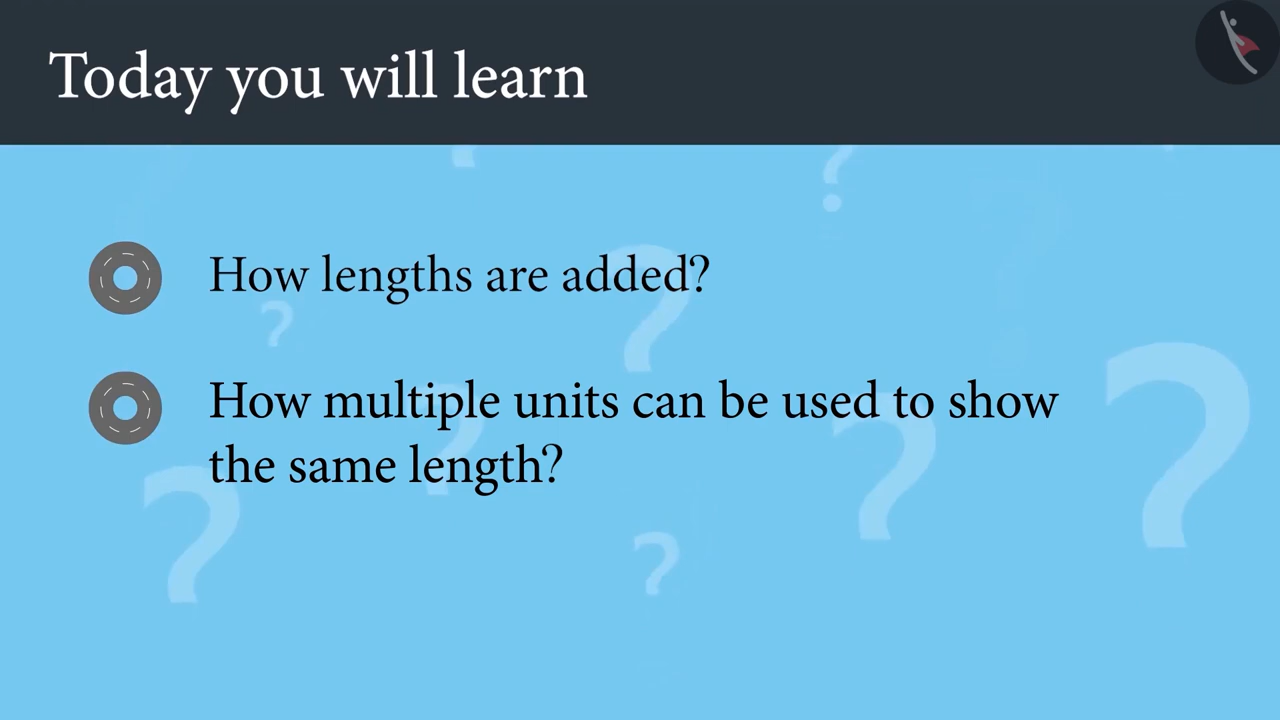 Today you will learn
How lengths are added?
How multiple units can be used to show
the same length?